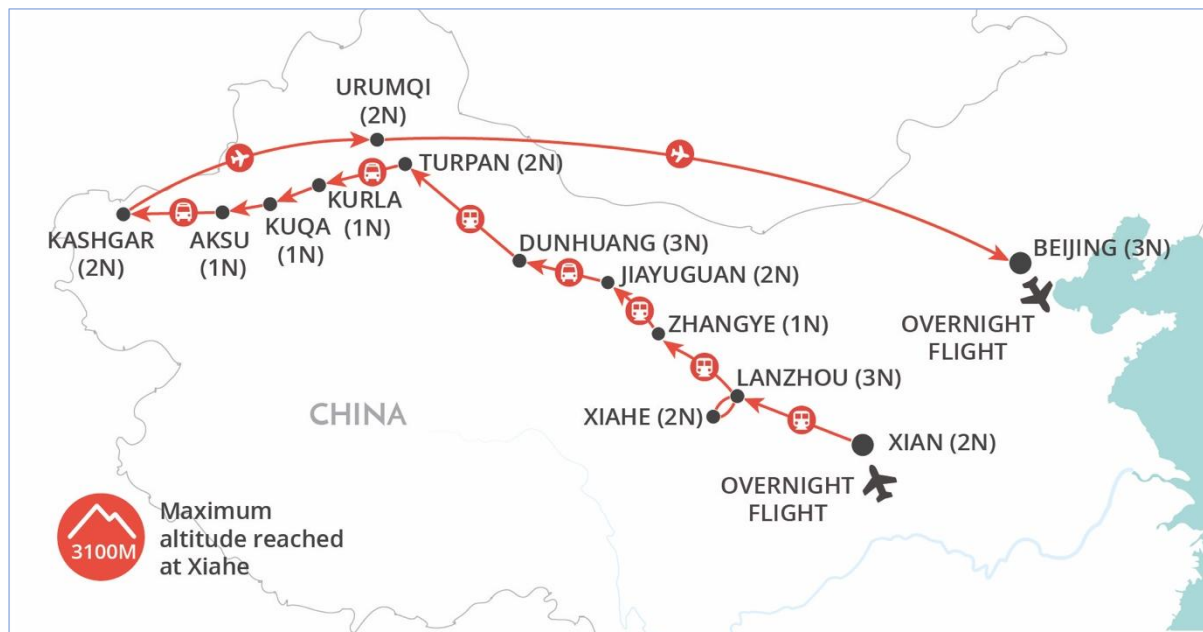 URUMQI
(2N)
TURPAN (2N)
KURLA
(1N)
KUQA
(1N)
AKSU
(1N)
KASHGAR
(2N)
DUNHUANG (3N)
JIAYUGUAN (2N)
ZHANGYE (1N)
LANZHOU (3N)
XIAHE (2N)
XIAN (2N)
OVERNIGHT
FLIGHT
BEIJING (3N)
OVERNIGHT
FLIGHT
CHINA
3100M
Maximum
altitude reached
at Xiahe